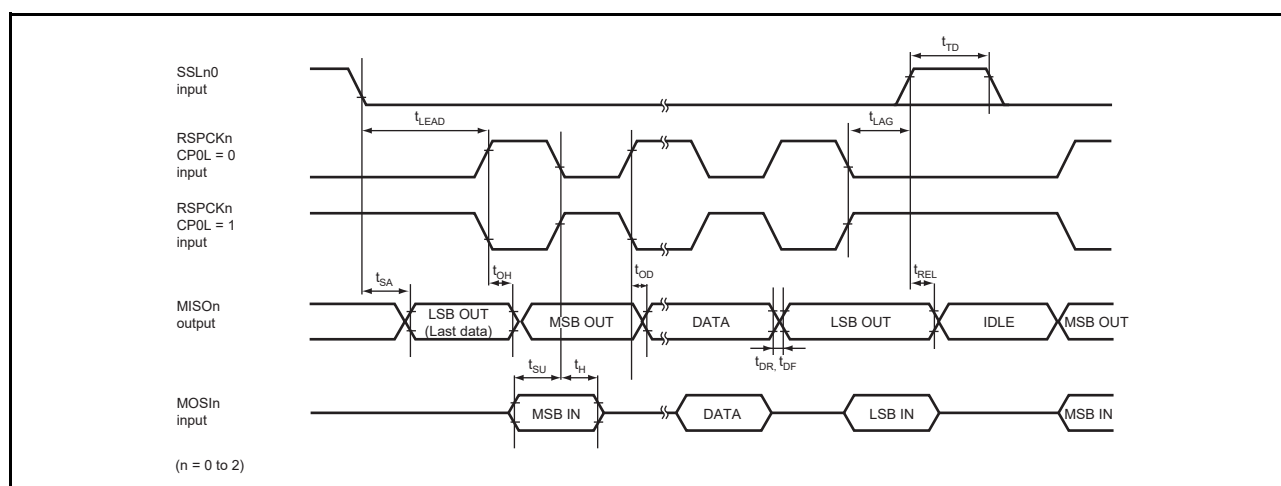 SSLn0
input
tTD
tLEAD
tLAG
RSPCKn
CP0L = 0
input
RSPCKn
CP0L = 1
input
tSA
tOH
tOD
tREL
MISOn
output
LSB OUT
(Last data)
MSB OUT
DATA
LSB OUT
IDLE
MSB OUT
tDR, tDF
tSU
tH
MOSIn
input
MSB IN
DATA
LSB IN
MSB IN
(n = 0 to 2)